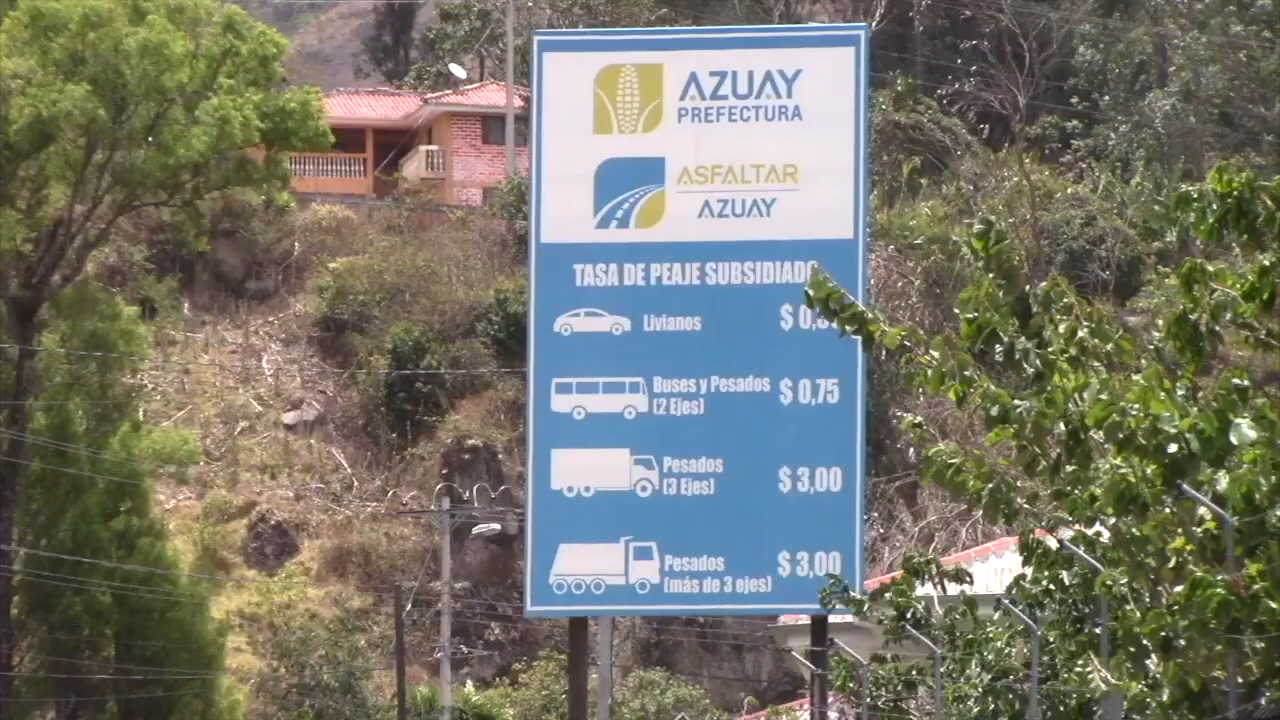 AZUAY
PREFECTURA
ASFALTAR
AZUAY
TASA DE PEAJE SUBSIDIADO
Livianos
Buses y Pesados $ 0,75
(2 Ejes)
Pesados $ 3,00
(3 Ejes)
Pesados $ 3,00
(más de 3 ejes)